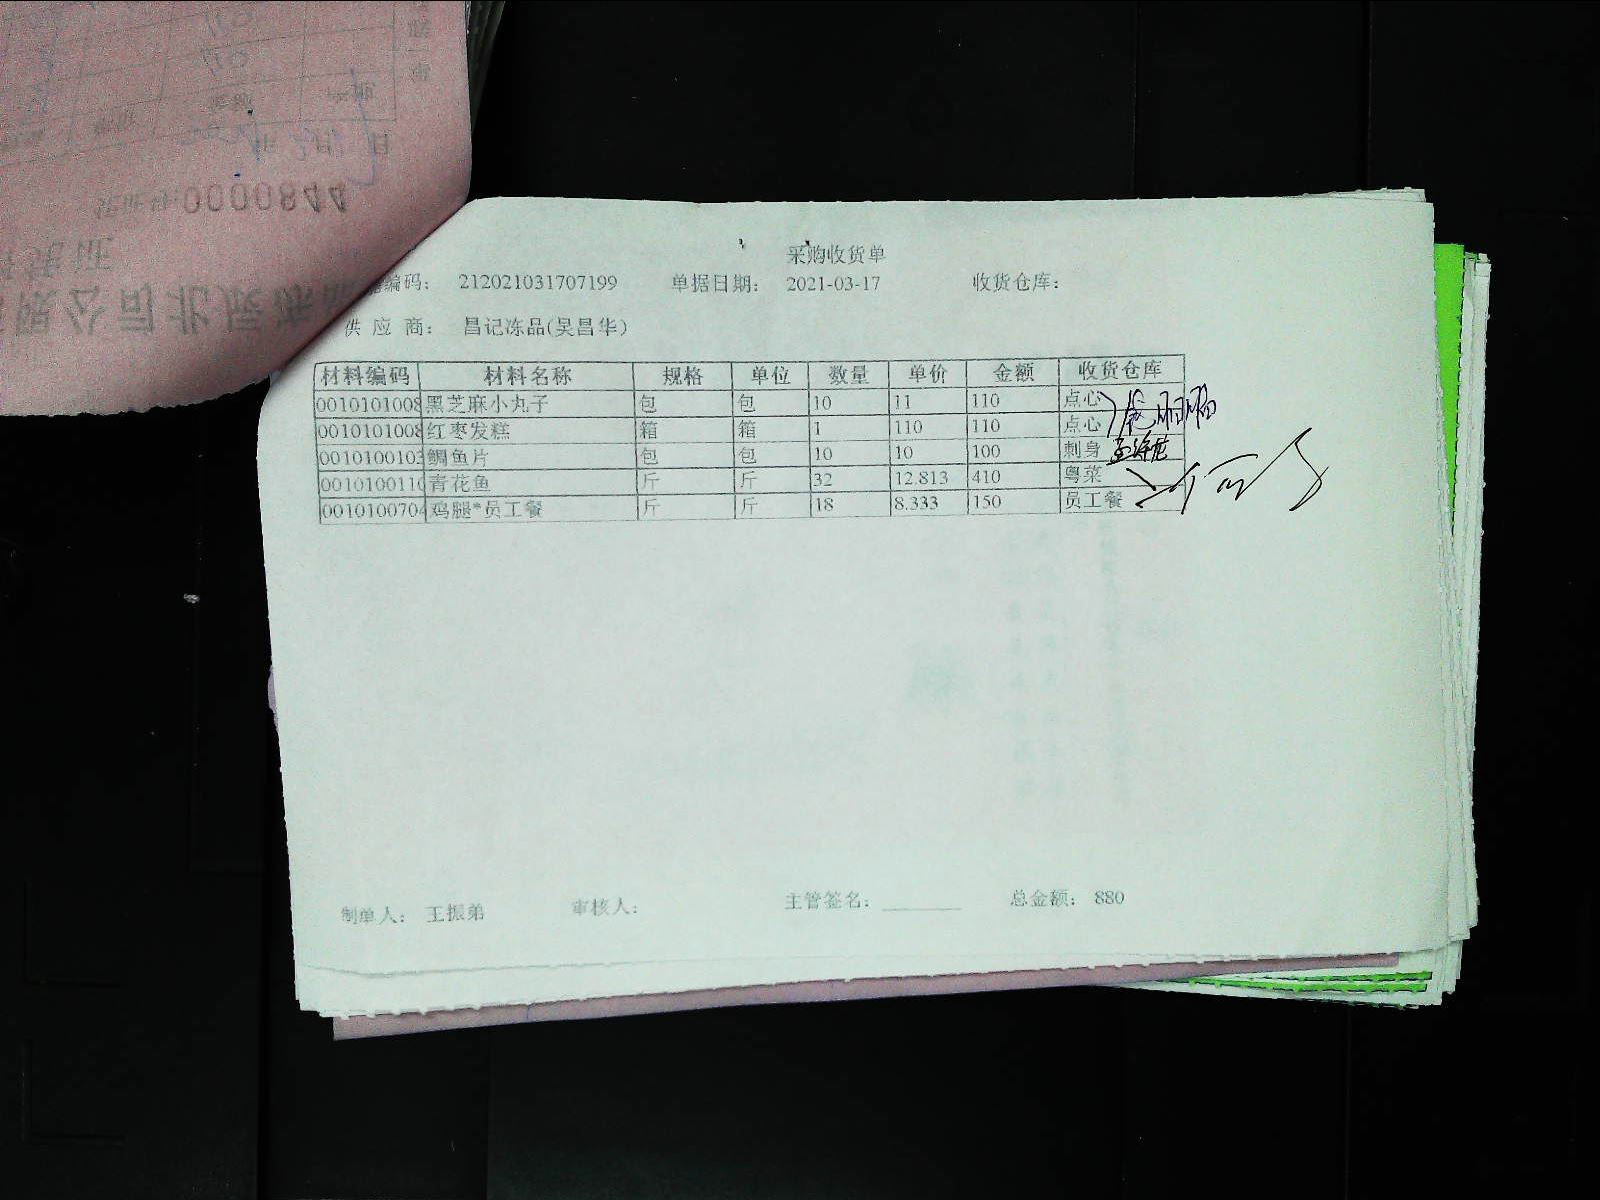 0000844
采购收货单
编码： 212021031707199 单据日期： 2021-03-17 收货仓库：
供 应 商： 昌记冻品(吴昌华)
材料编码 材料名称 规格 单位 数量 单价 金额 收货仓库
0010101008 黑芝麻小丸子 包 包 10 11 110 点心
0010101008 红枣发糕 箱 箱 1 110 110 点心
0010100103 鲷鱼片 包 包 10 10 100 刺身
0010100110 青花鱼 斤 斤 32 12.813 410 粤菜
0010100704 鸡腿*员工餐 斤 斤 18 8.333 150 员工餐
制单人： 王振弟 审核人： 主管签名： 总金额： 880